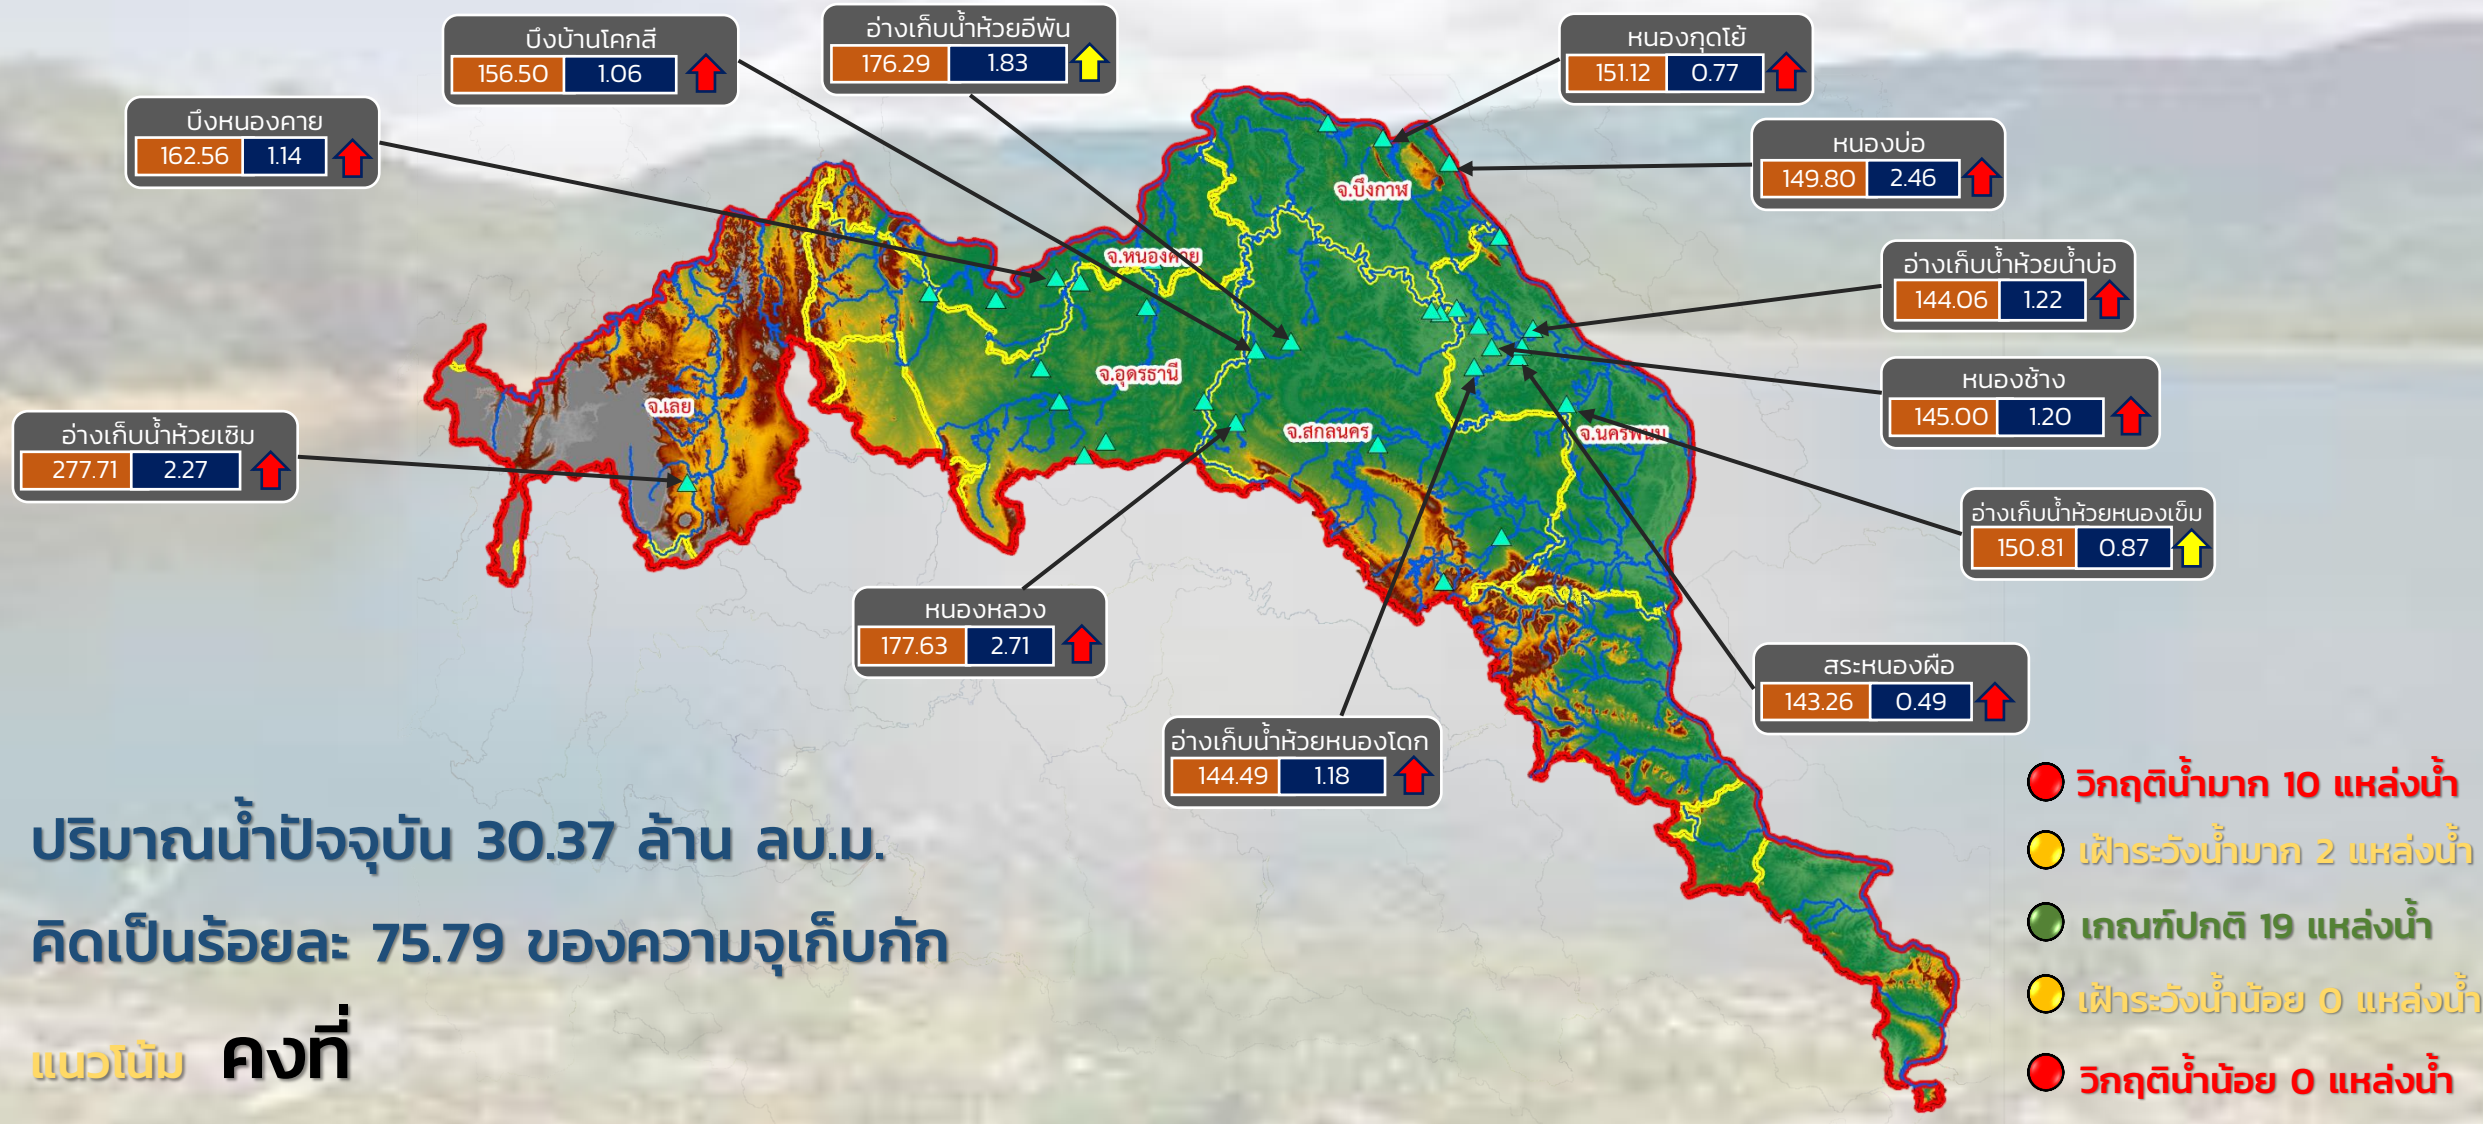 บึงบ้านโคกสี
156.50 1.06
อ่างเก็บน้ำห้วยอีพัน
176.29 1.83
หนองกุดโย้
151.12 0.77
บึงหนองคาย
162.56 1.14
หนองบ่อ
149.80 2.46
อ่างเก็บน้ำห้วยน้ำบ่อ
144.06 1.22
หนองช้าง
145.00 1.20
อ่างเก็บน้ำห้วยเซิม
277.71 2.27
อ่างเก็บน้ำห้วยหนองเข็ม
150.81 0.87
หนองหลวง
177.63 2.71
สระหนองผือ
143.26 0.49
อ่างเก็บน้ำห้วยหนองโดก
144.49 1.18
จ.บึงกาฬ
จ.หนองคาย
จ.อุดรธานี
จ.เลย
จ.สกลนคร
จ.นครพนม
ปริมาณน้ำปัจจุบัน 30.37 ล้าน ลบ.ม.
คิดเป็นร้อยละ 75.79 ของความจุเก็บกัก
แนวโน้ม คงที่
วิกฤติน้ำมาก 10 แหล่งน้ำ
เฝ้าระวังน้ำมาก 2 แหล่งน้ำ
เกณฑ์ปกติ 19 แหล่งน้ำ
เฝ้าระวังน้ำน้อย 0 แหล่งน้ำ
วิกฤติน้ำน้อย 0 แหล่งน้ำ